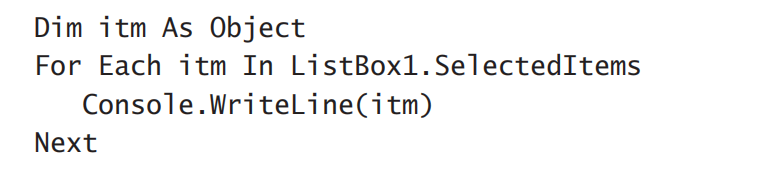 Dim itm As Object
For Each itm In ListBox1.SelectedItems
   Console.WriteLine(itm)
Next